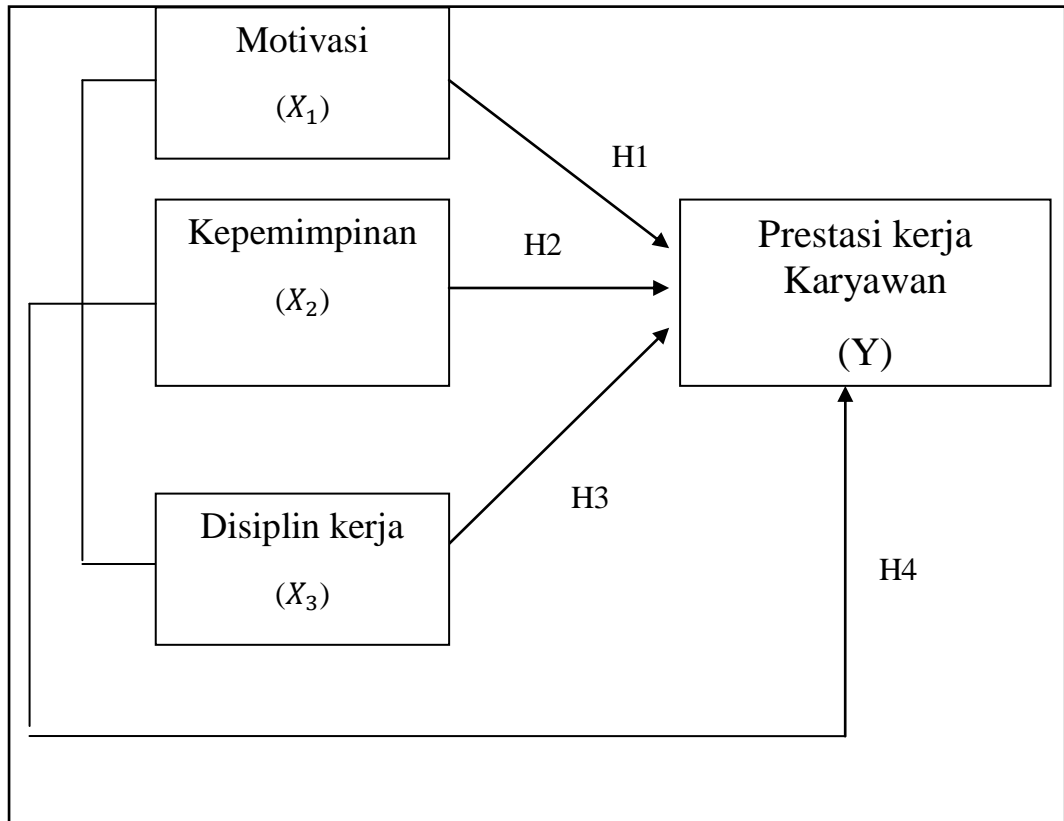 Motivasi
(𝑋₁)
H1
Kepemimpinan
(𝑋₂)
H2
Prestasi kerja
Karyawan
(Y)
Disiplin kerja
(𝑋₃)
H3
H4